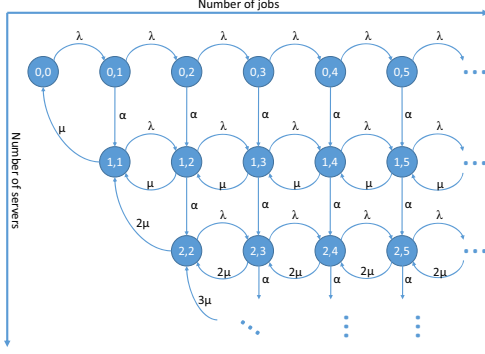 Number of jobs
λ λ λ λ λ λ
0,0 0,1 0,2 0,3 0,4 0,5
α α α α α
μ λ λ λ λ λ
1,1 1,2 1,3 1,4 1,5
μ μ μ μ μ
α α α α
2μ λ λ λ λ
2,2 2,3 2,4 2,5
2μ 2μ 2μ 2μ
α α α
3μ
Number of servers